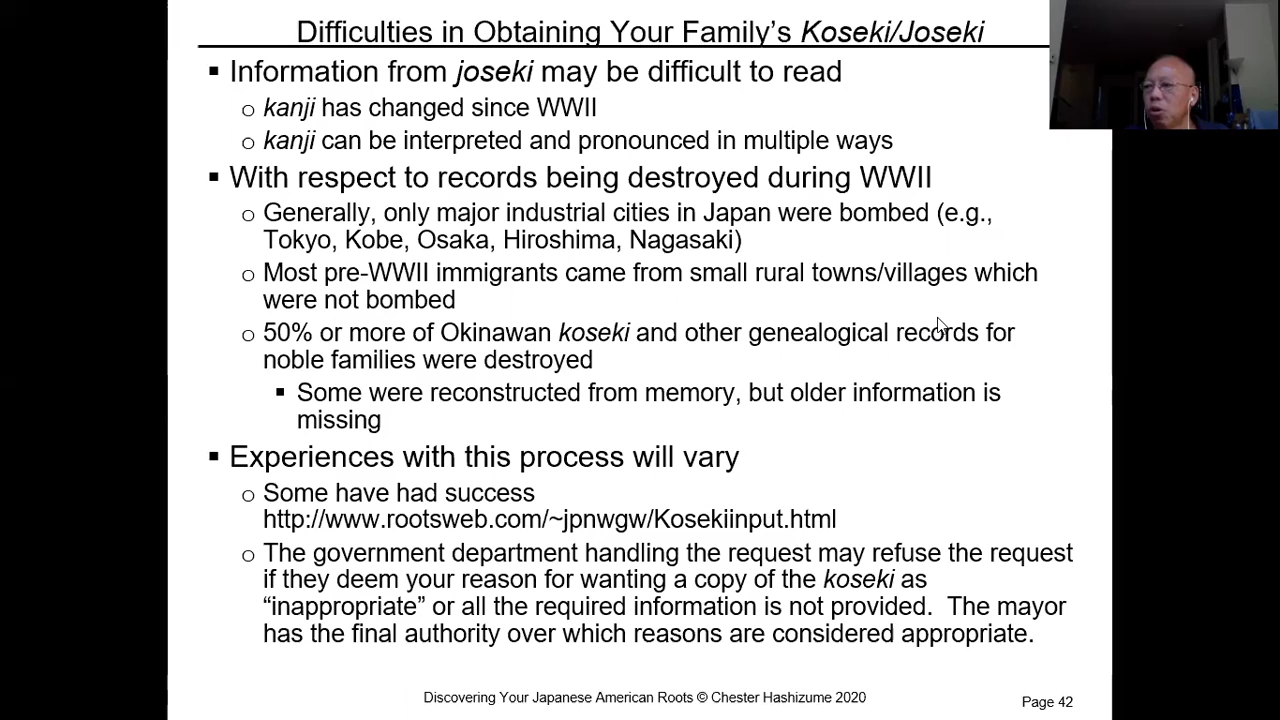 Difficulties in Obtaining Your Family's Koseki/Joseki
▪ Information from joseki may be difficult to read
o kanji has changed since WWII
o kanji can be interpreted and pronounced in multiple ways
▪ With respect to records being destroyed during WWII
o Generally, only major industrial cities in Japan were bombed (e.g.,
Tokyo, Kobe, Osaka, Hiroshima, Nagasaki)
o Most pre-WWII immigrants came from small rural towns/villages which
were not bombed
o 50% or more of Okinawan koseki and other genealogical records for
noble families were destroyed
▪ Some were reconstructed from memory, but older information is
missing
▪ Experiences with this process will vary
o Some have had success
http://www.rootsweb.com/~jpnwgw/Kosekiinput.html
o The government department handling the request may refuse the request
if they deem your reason for wanting a copy of the koseki as
“inappropriate” or all the required information is not provided.  The mayor
has the final authority over which reasons are considered appropriate.
Discovering Your Japanese American Roots © Chester Hashizume 2020
Page 42